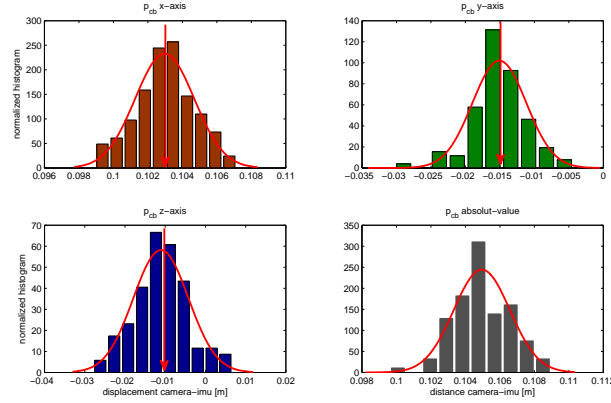 p_cb x-axis
p_cb y-axis
normalized histogram
300
250
200
150
100
50
0
0.096 0.098 0.1 0.102 0.104 0.106 0.108 0.11
140
120
100
80
60
40
20
0
-0.035 -0.03 -0.025 -0.02 -0.015 -0.01 -0.005 0
p_cb z-axis
p_cb absolut-value
normalized histogram
70
60
50
40
30
20
10
0
-0.04 -0.03 -0.02 -0.01 0 0.01 0.02
displacement camera-imu [m]
350
300
250
200
150
100
50
0
0.098 0.1 0.102 0.104 0.106 0.108 0.11 0.112
distance camera-imu [m]